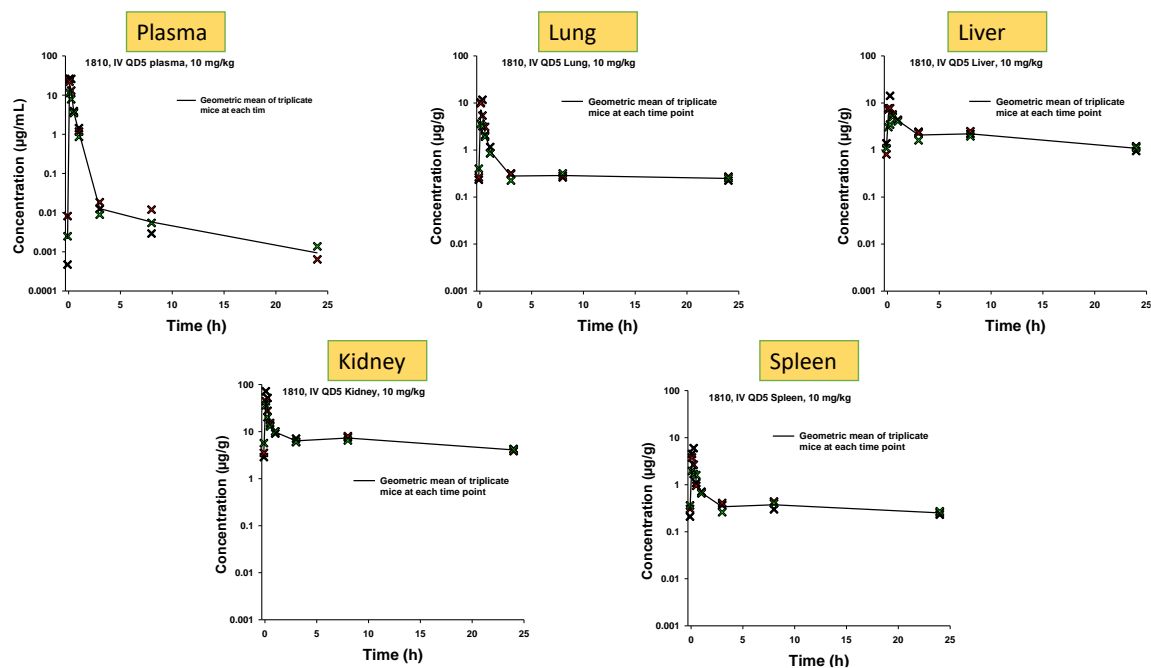 Plasma
1810, IV QD5 plasma, 10 mg/kg
Geometric mean of triplicate
mice at each tim
Concentration (µg/mL)
100
10
1
0.1
0.01
0.001
0.0001
0 5 10 15 20 25
Time (h)
Lung
1810, IV QD5 Lung, 10 mg/kg
Geometric mean of triplicate
mice at each time point
Concentration (µg/g)
100
10
1
0.1
0.01
0.001
0 5 10 15 20 25
Time (h)
Liver
1810, IV QD5 Liver, 10 mg/kg
Geometric mean of triplicate
mice at each time point
Concentration (µg/g)
100
10
1
0.1
0.01
0.001
0 5 10 15 20 25
Time (h)
Kidney
1810, IV QD5 Kidney, 10 mg/kg
Geometric mean of triplicate
mice at each time point
Concentration (µg/g)
100
10
1
0.1
0.01
0.001
0 5 10 15 20 25
Time (h)
Spleen
1810, IV QD5 Spleen, 10 mg/kg
Geometric mean of triplicate
mice at each time point
Concentration (µg/g)
100
10
1
0.1
0.01
0.001
0 5 10 15 20 25
Time (h)